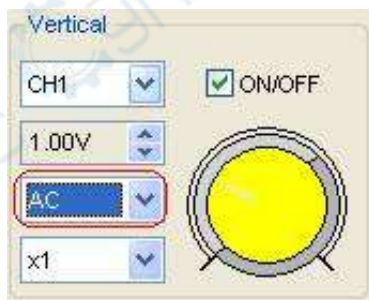 Vertical
CH1
ON/OFF
1.00V
AC
x1